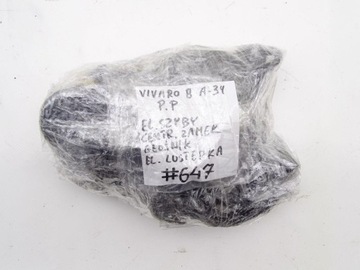 VIVARO B A-34
P.P
EL. SZYBY
CENTR. ZAMEK
GŁOŚNIK
EL. LUSTERKA
#647